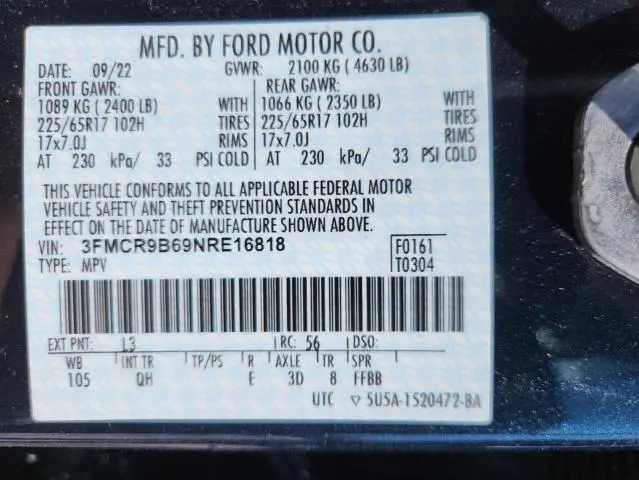 MFD. BY FORD MOTOR CO.
DATE: 09/22 GVWR: 2100 KG ( 4630 LB)
FRONT GAWR: REAR GAWR:
1089 KG ( 2400 LB) WITH 1066 KG ( 2350 LB) WITH
225/65R17 102H TIRES 225/65R17 102H TIRES
17x7.0J RIMS 17x7.0J RIMS
AT 230 kPa/ 33 PSI COLD AT 230 kPa/ 33 PSI COLD
THIS VEHICLE CONFORMS TO ALL APPLICABLE FEDERAL MOTOR
VEHICLE SAFETY AND THEFT PREVENTION STANDARDS IN
EFFECT ON THE DATE OF MANUFACTURE SHOWN ABOVE.
VIN: 3FMCR9B69NRE16818 F0161
TYPE: MPV T0304
EXT PNT: L3 RC: 56 DSO:
WB INT TR TP/PS R AXLE TR SPR
105 QH E 3D 8 FFBB
UTC ▽ 5U5A-1520472-BA